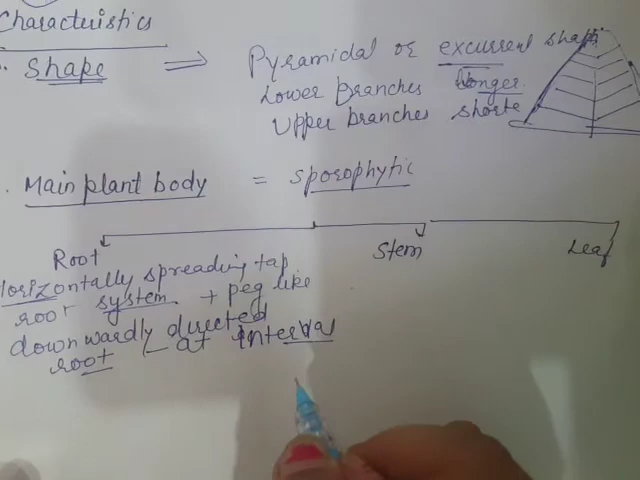 Characteristics
Shape ⇒ Pyramidal or excurrent shape
Lower branches longer
Upper branches shorte
Main plant body = sporophytic
Root Stem Leaf
Horizontally spreading tap
root system + peg like
downwardly directed
root - at interval